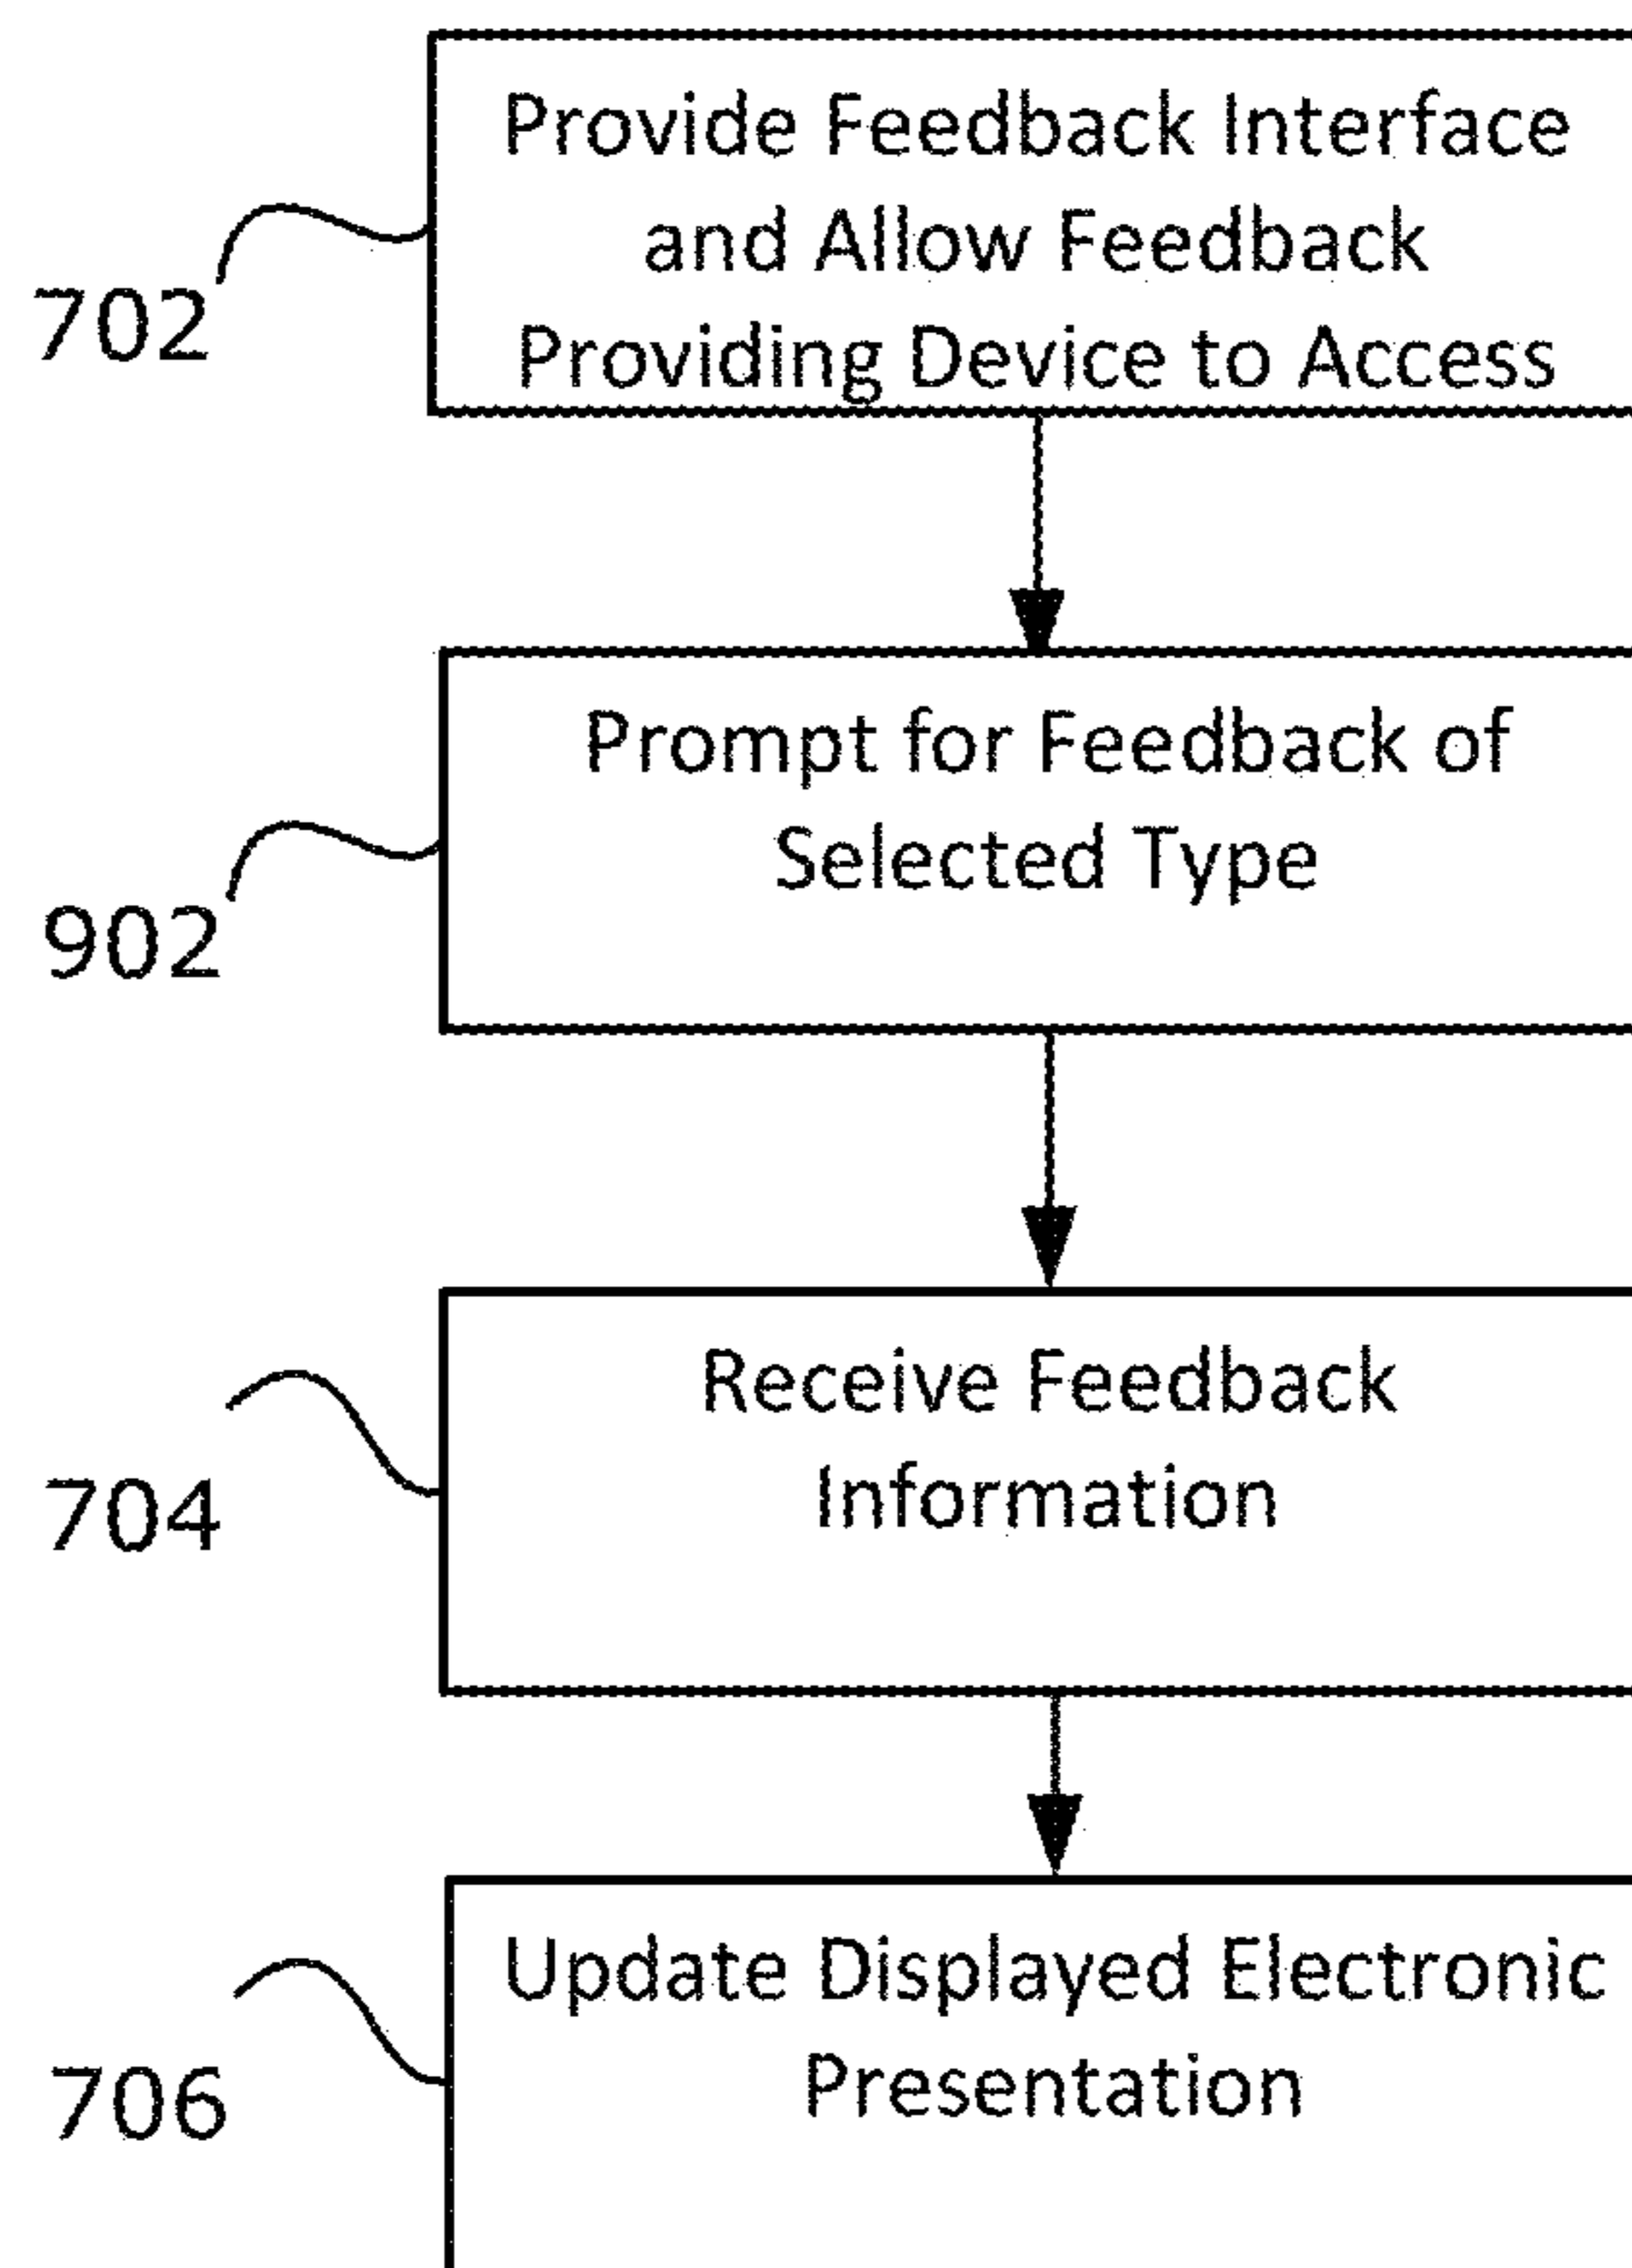 Provide Feedback Interface
and Allow Feedback
Providing Device to Access
702
Prompt for Feedback of
Selected Type
902
Receive Feedback
Information
704
Update Displayed Electronic
Presentation
706